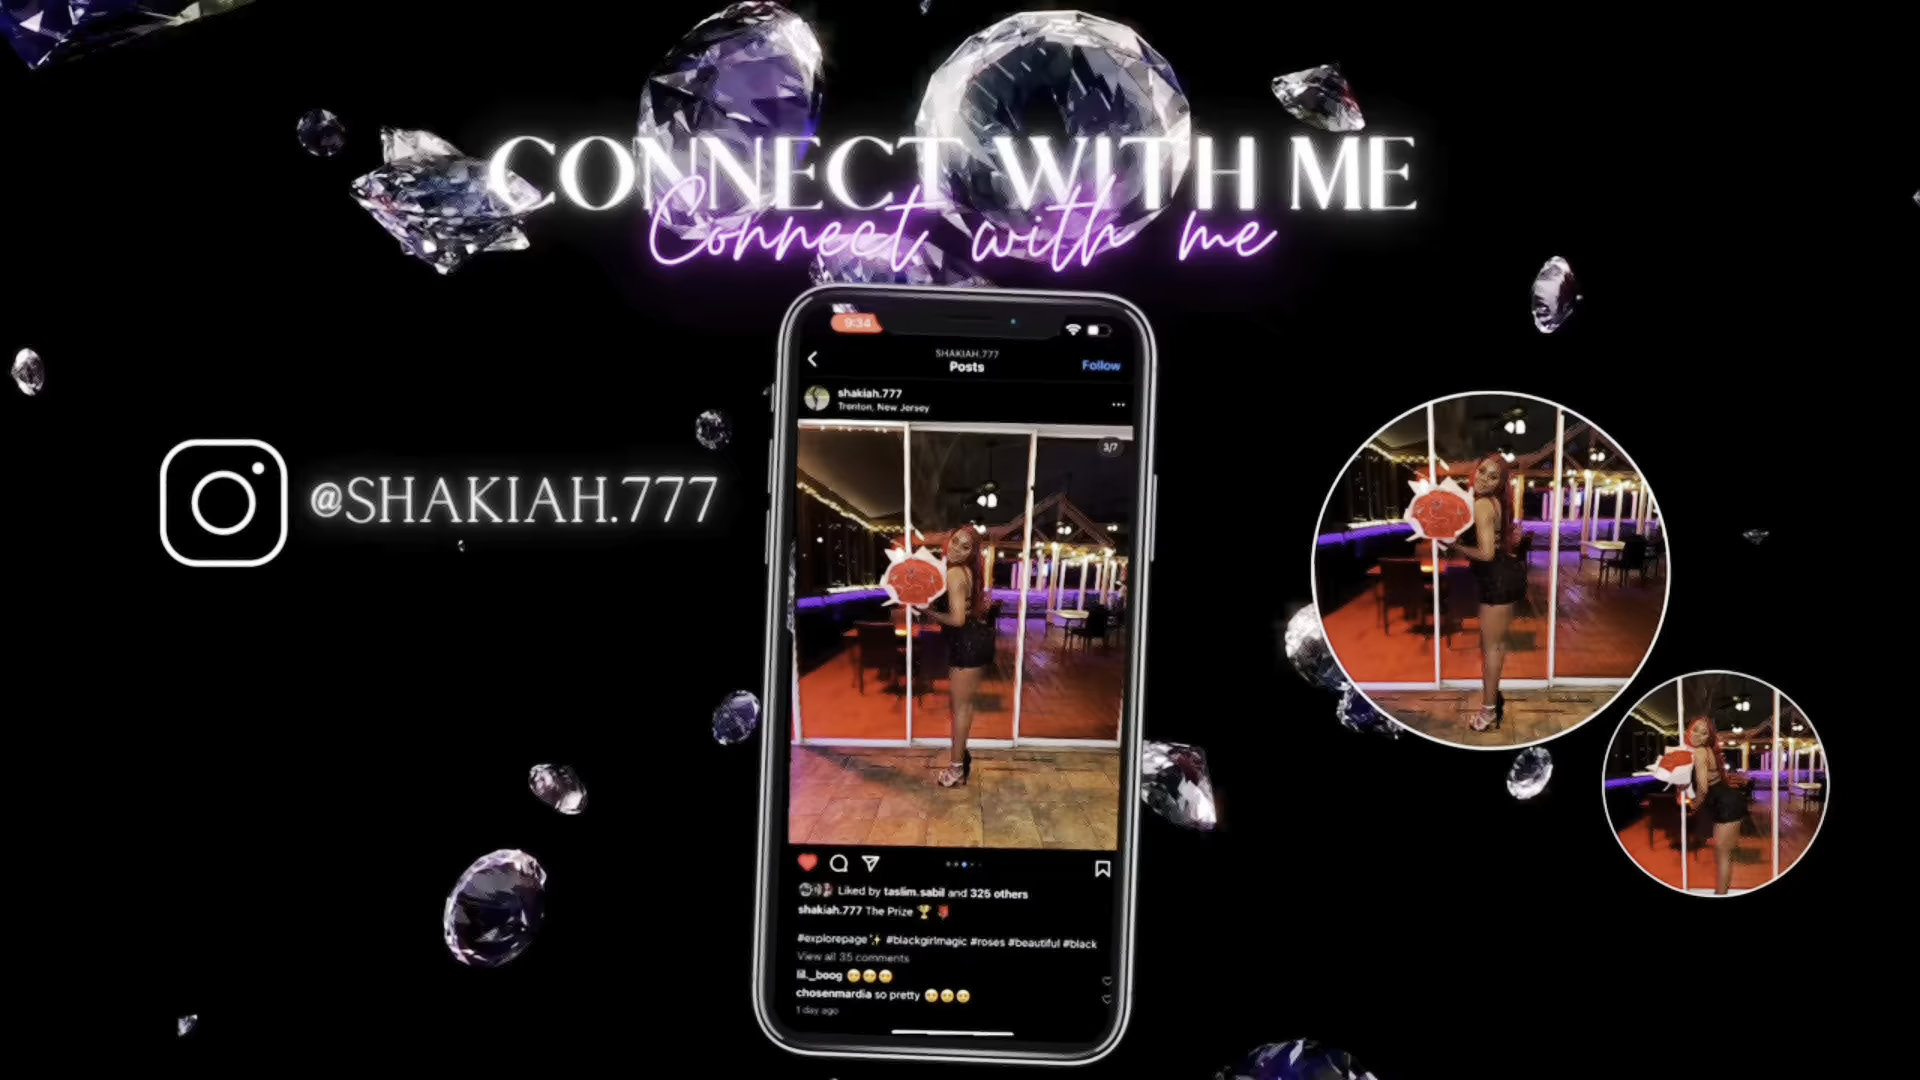 CONNECT WITH ME
Connect with me
@SHAKIAH.777
9:34
SHAKIAH.777
Posts
Follow
shakiah.777
Trenton, New Jersey
3/7
Liked by taslim.sabil and 325 others
shakiah.777 The Prize 🏆 🌹
#explorepage✨ #blackgirlmagic #roses #beautiful #black
View all 35 comments
lil._boog
chosenmardia so pretty
1 day ago